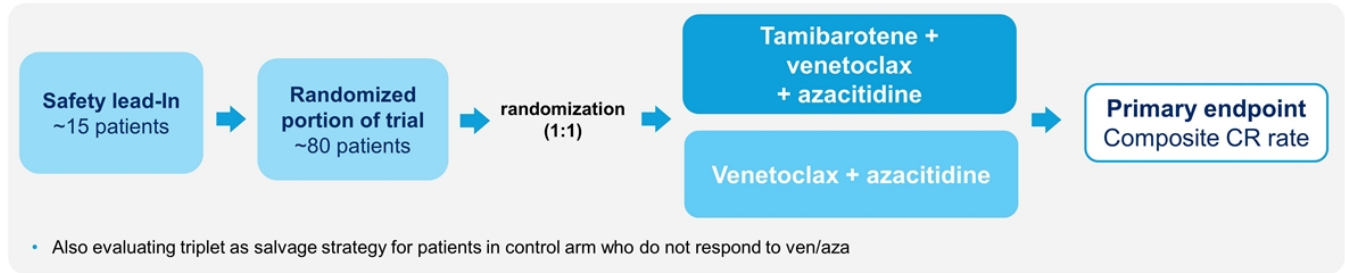 Safety lead-In
~15 patients
Randomized
portion of trial
~80 patients
randomization
(1:1)
Tamibarotene +
venetoclax
+ azacitidine
Venetoclax + azacitidine
Primary endpoint
Composite CR rate
• Also evaluating triplet as salvage strategy for patients in control arm who do not respond to ven/aza